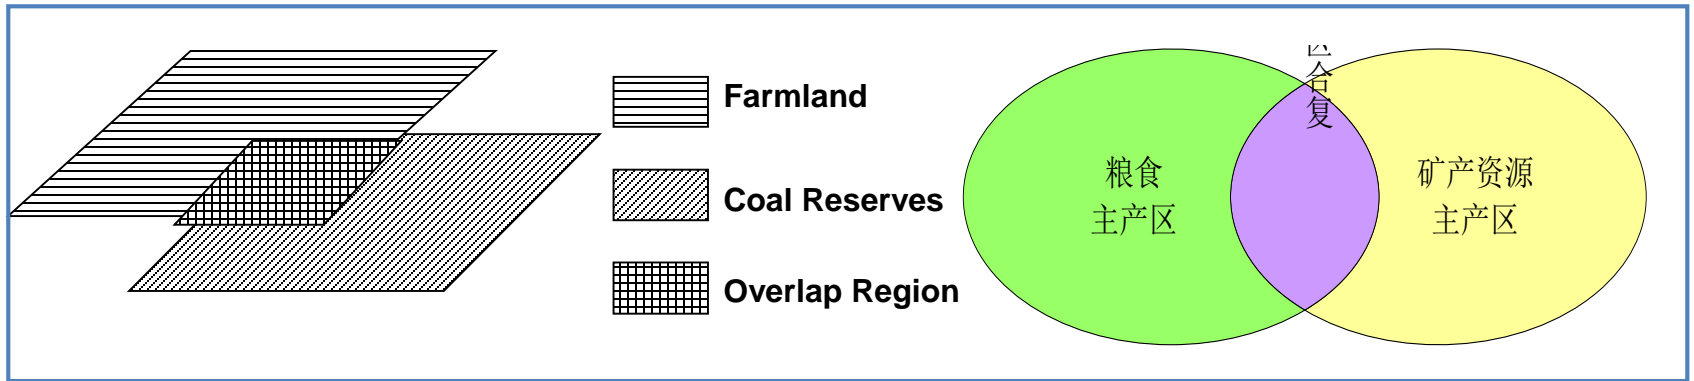 Farmland
Coal Reserves
Overlap Region
区合复
粮食
主产区
矿产资源
主产区